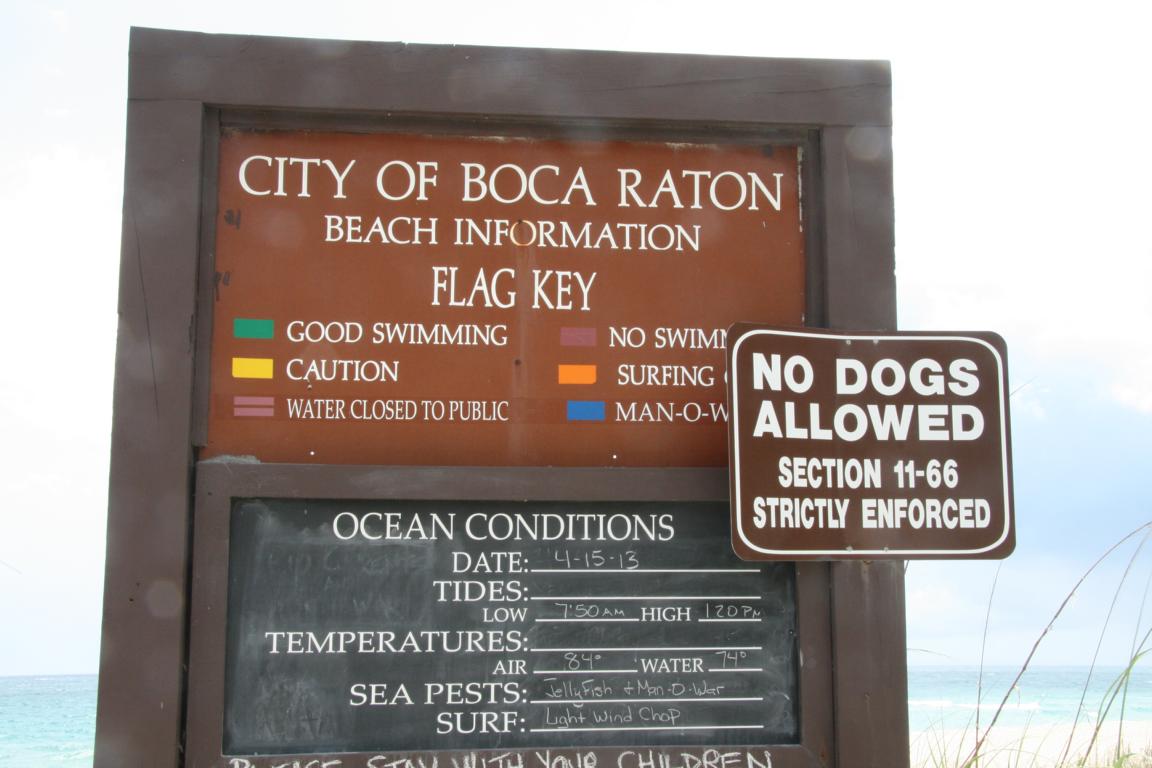 CITY OF BOCA RATON
BEACH INFORMATION
FLAG KEY
GOOD SWIMMING
NO SWIMM
CAUTION
SURFING
WATER CLOSED TO PUBLIC
MAN-O-W
NO DOGS
ALLOWED
SECTION 11-66
STRICTLY ENFORCED
OCEAN CONDITIONS
DATE: 4-15-13
TIDES:
LOW 7:50 AM HIGH 120 PM
TEMPERATURES:
AIR 84° WATER 74°
SEA PESTS: JellyFish + Man-O-War
SURF: Light Wind Chop
PLEASE STAY WITH YOUR CHILDREN